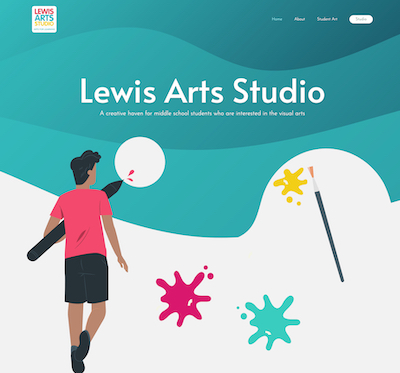 LEWIS
ARTS
STUDIO
Home About Student Art Studio
Lewis Arts Studio
A creative haven for middle school students who are interested in the visual arts